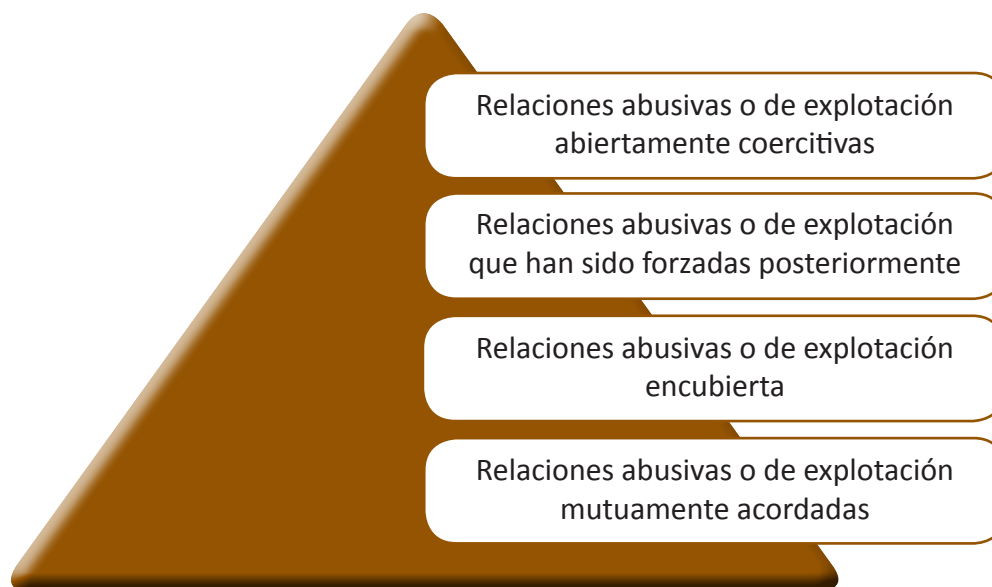 Relaciones abusivas o de explotación
abiertamente coercitivas
Relaciones abusivas o de explotación
que han sido forzadas posteriormente
Relaciones abusivas o de explotación
encubierta
Relaciones abusivas o de explotación
mutuamente acordadas